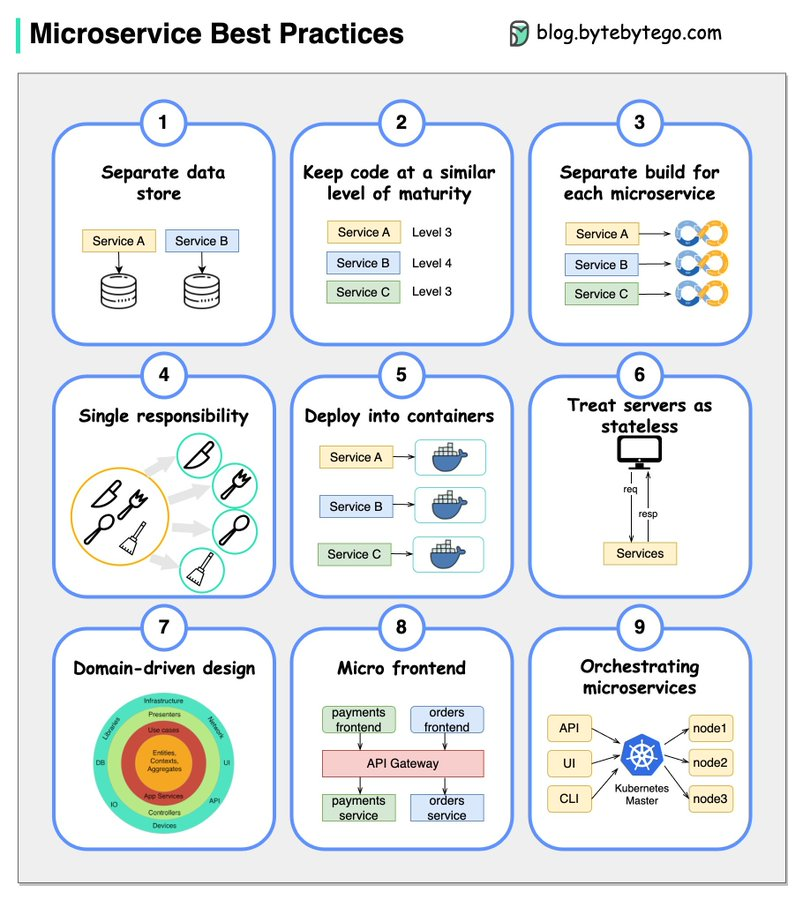 Microservice Best Practices
blog.bytebytego.com
1
Separate data
store
Service A
Service B
2
Keep code at a similar
level of maturity
Service A Level 3
Service B Level 4
Service C Level 3
3
Separate build for
each microservice
Service A
Service B
Service C
4
Single responsibility
5
Deploy into containers
Service A
Service B
Service C
6
Treat servers as
stateless
req
resp
Services
7
Domain-driven design
Infrastructure
Libraries
Presenters
Network
Use cases
DB
Entities,
Contexts,
Aggregates
UI
App Services
IO
API
Controllers
Devices
8
Micro frontend
payments
frontend
orders
frontend
API Gateway
payments
service
orders
service
9
Orchestrating
microservices
API
UI
CLI
Kubernetes
Master
node1
node2
node3